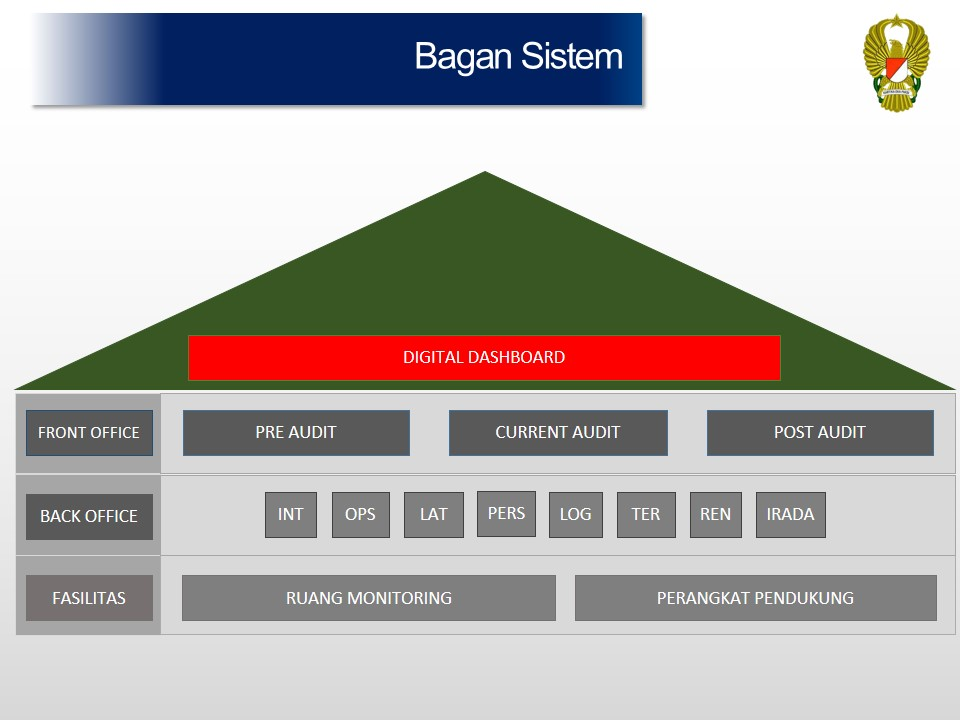 Bagan Sistem
DIGITAL DASHBOARD
FRONT OFFICE
PRE AUDIT
CURRENT AUDIT
POST AUDIT
BACK OFFICE
INT
OPS
LAT
PERS
LOG
TER
REN
IRADA
FASILITAS
RUANG MONITORING
PERANGKAT PENDUKUNG